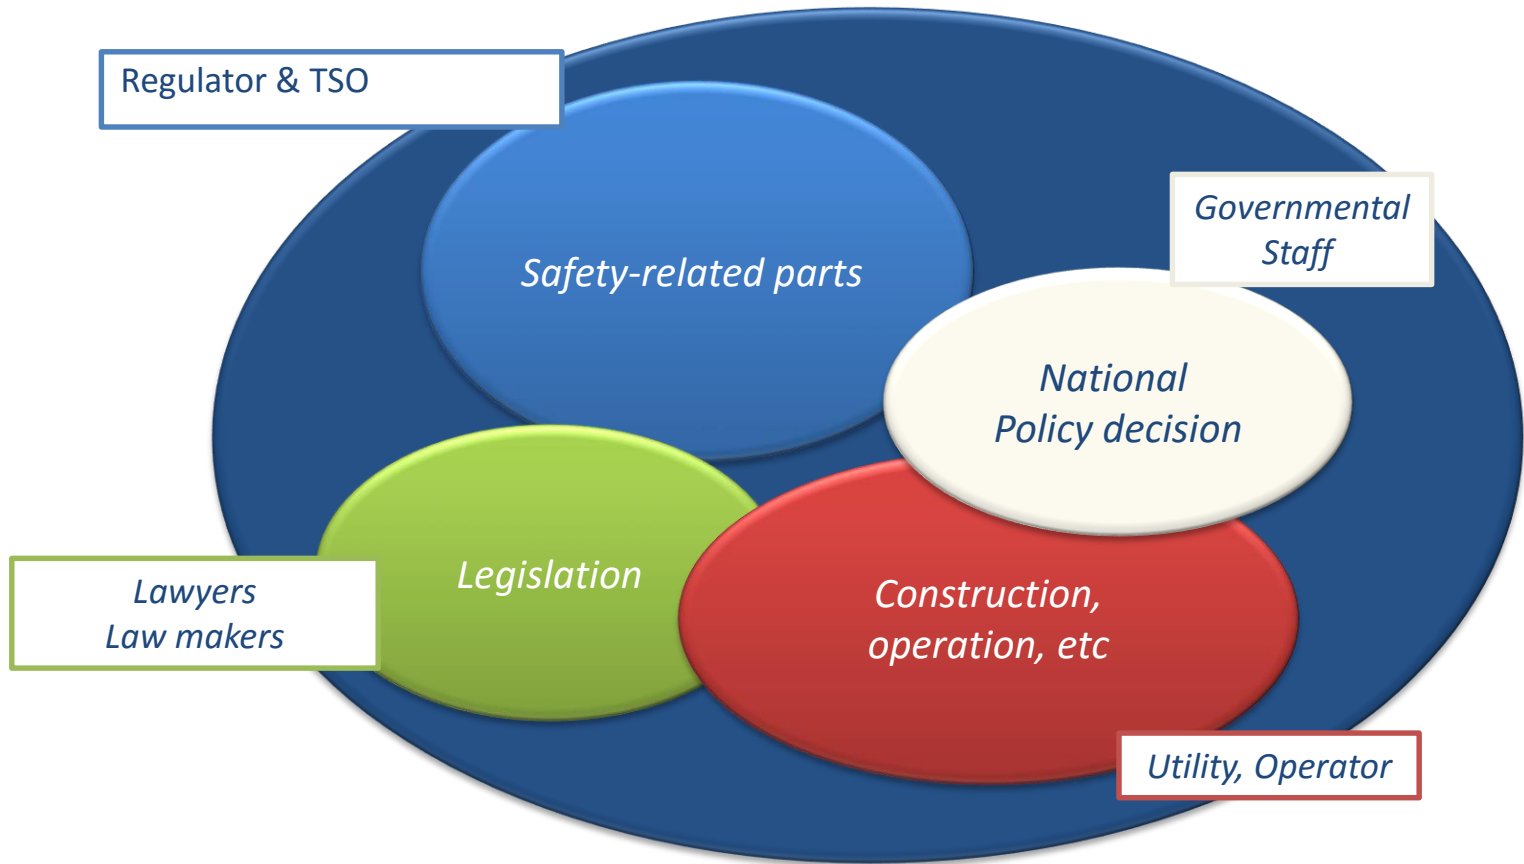 Regulator & TSO
Governmental
Staff
Safety-related parts
National
Policy decision
Legislation
Lawyers
Law makers
Construction,
operation, etc
Utility, Operator